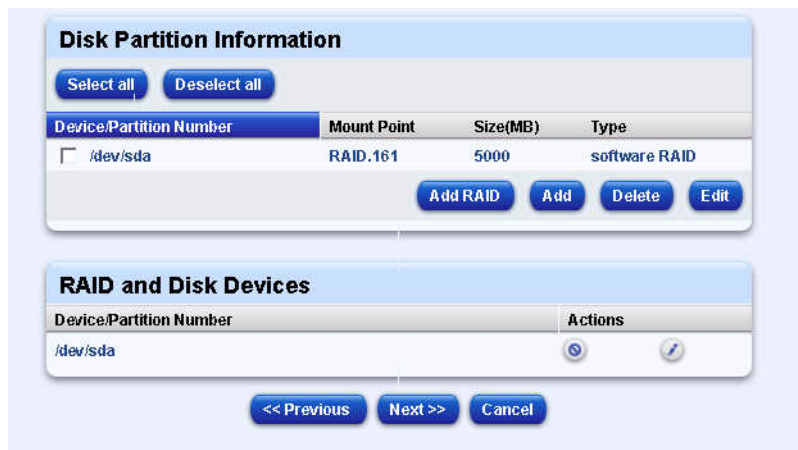 Disk Partition Information
Select all Deselect all
Device/Partition Number Mount Point Size(MB) Type
/dev/sda RAID.161 5000 software RAID
Add RAID Add Delete Edit
RAID and Disk Devices
Device/Partition Number Actions
/dev/sda
<< Previous Next >> Cancel